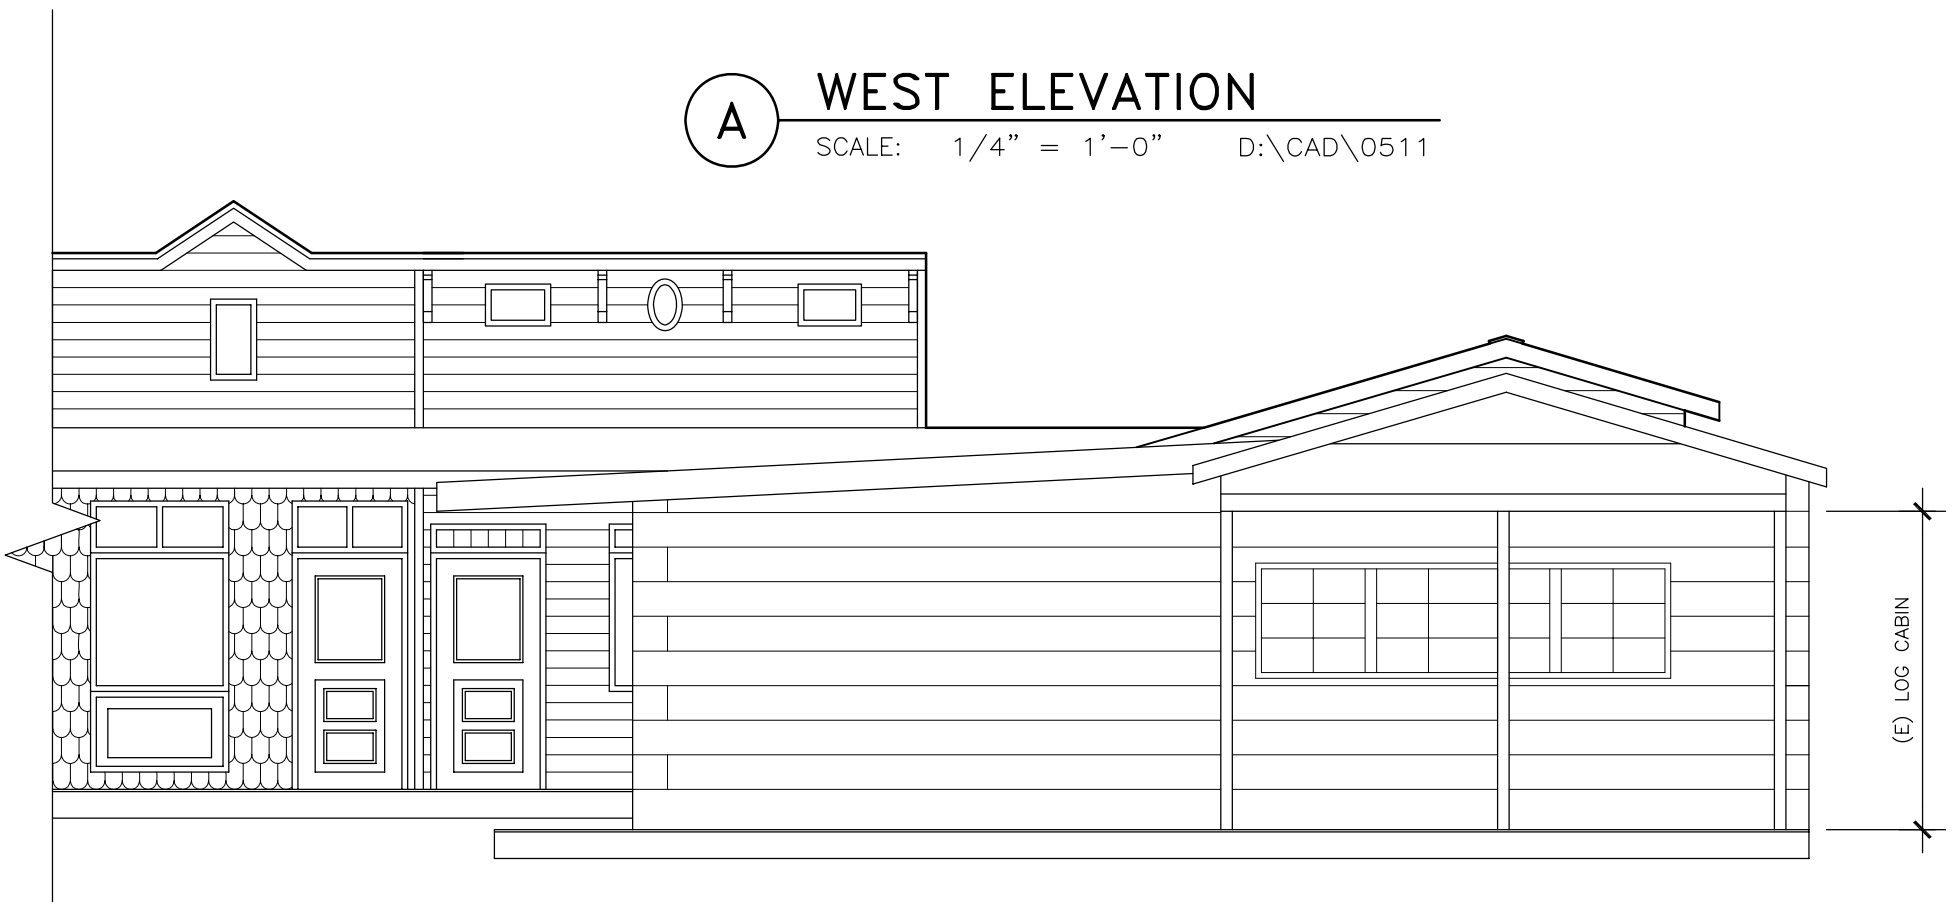 A
WEST ELEVATION
SCALE: 1/4" = 1'-0" D:\CAD\0511
(E) LOG CABIN